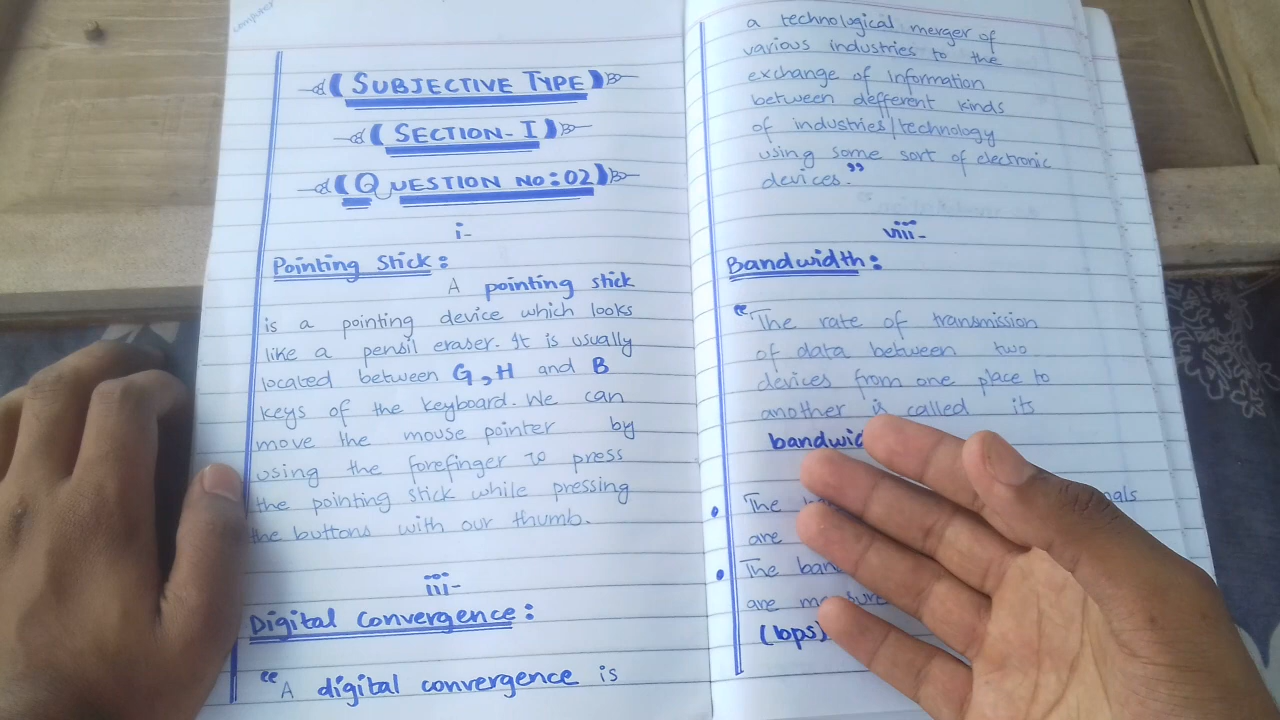 Computer
SUBJECTIVE TYPE
SECTION-I
QUESTION NO:02
i-
Pointing Stick:
A pointing stick
is a pointing device which looks
like a pensil eraser. It is usually
located between G,H and B
keys of the keyboard. We can
move the mouse pointer by
using the forefinger to press
the pointing stick while pressing
the buttons with our thumb.
iii-
Digital Convergence:
"A digital convergence is
a technological merger of
various industries to the
exchange of Information
between defferent kinds
of industries/technology
using some sort of electronic
devices."
viii-
Bandwidth:
"The rate of transmission
of data between two
devices from one place to
another is called its
The
are
The
are
(bps)